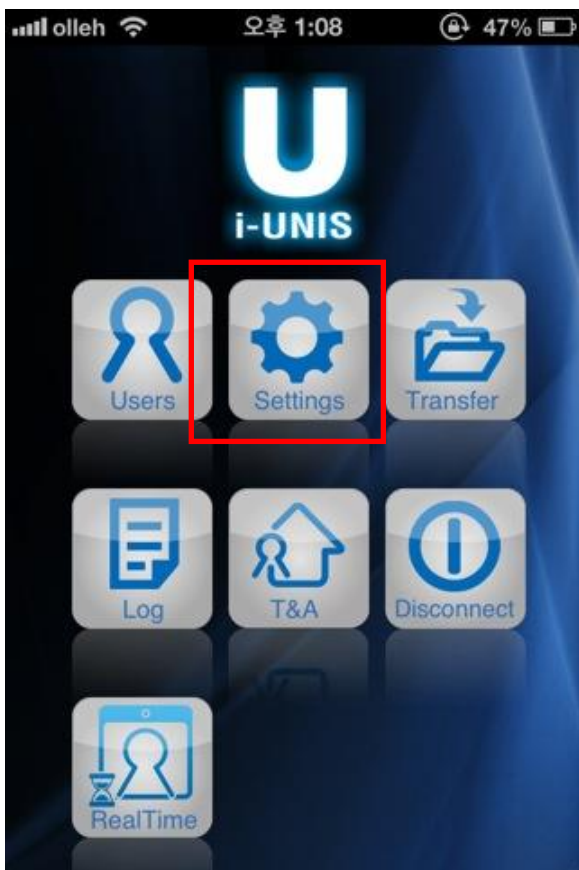 olleh 오후 1:08 47%
U
i-UNIS
Users Settings Transfer
Log T&A Disconnect
RealTime